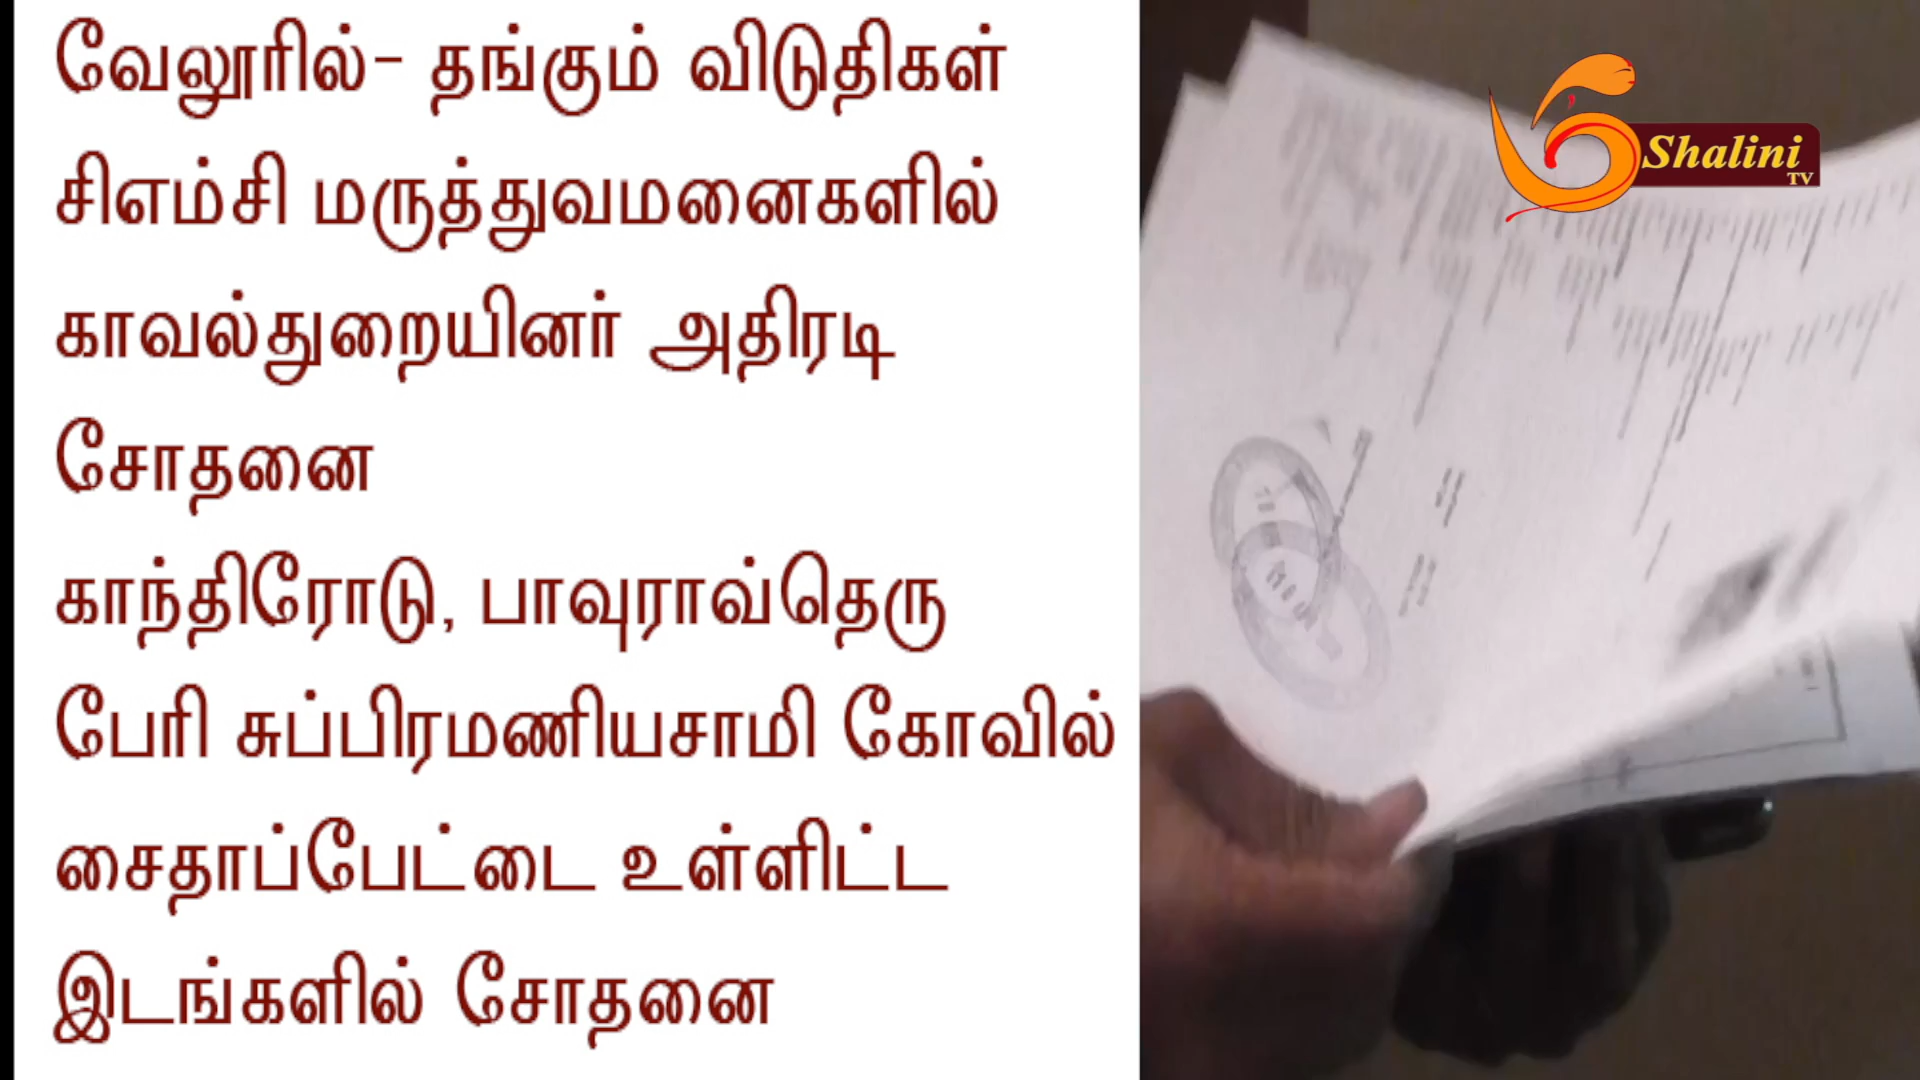 வேலூரில்- தங்கும் விடுதிகள்
சிஎம்சி மருத்துவமனைகளில்
காவல்துறையினர் அதிரடி
சோதனை
காந்திரோடு, பாவுராவ்தெரு
பேரி சுப்பிரமணியசாமி கோவில்
சைதாப்பேட்டை உள்ளிட்ட
இடங்களில் சோதனை
Shalini
TV